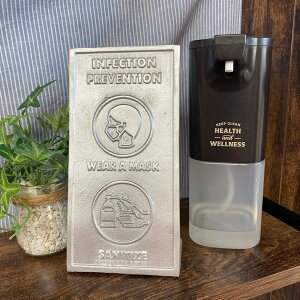 INFECTION
PREVENTION
WEAR A MASK
SANITIZE
KEEP CLEAN
HEALTH
and
WELLNESS